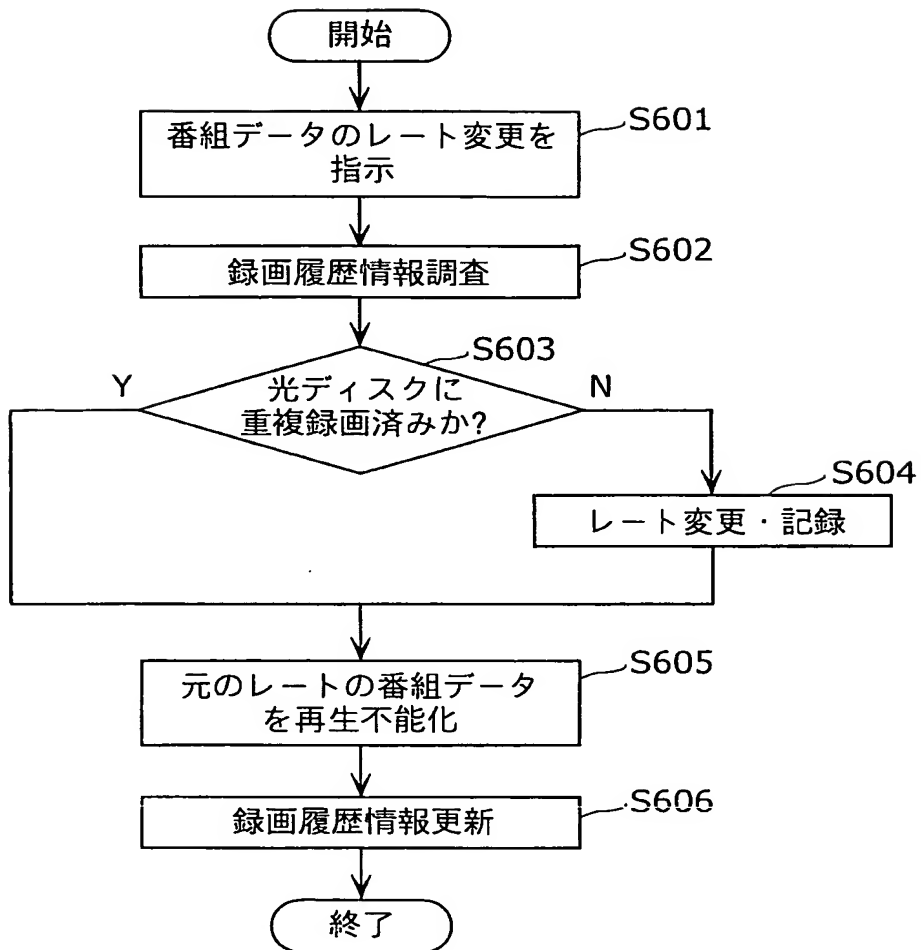 開始
番組データのレート変更を
指示
S601
録画履歴情報調査
S602
光ディスクに
重複録画済みか?
S603
Y
N
レート変更・記録
S604
元のレートの番組データ
を再生不能化
S605
録画履歴情報更新
S606
終了